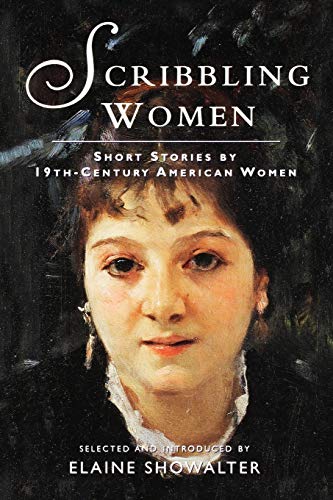 SCRIBBLING
WOMEN
SHORT STORIES BY
19TH-CENTURY AMERICAN WOMEN
SELECTED AND INTRODUCED BY
ELAINE SHOWALTER